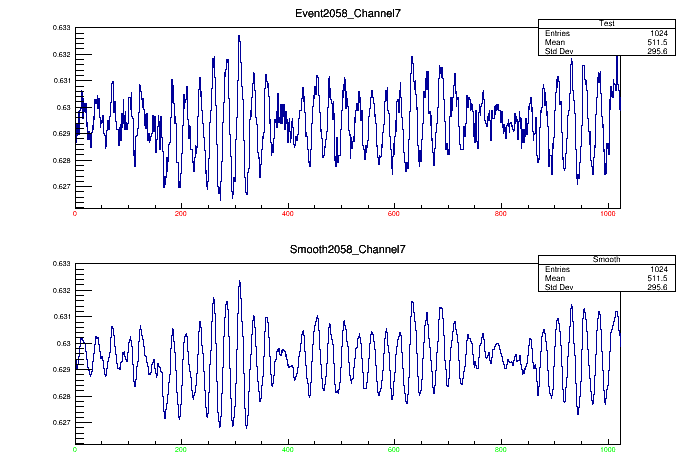 Event2058_Channel7
Test
Entries 1024
Mean 511.5
Std Dev 295.6
0.633
0.632
0.631
0.63
0.629
0.628
0.627
0 200 400 600 800 1000
Smooth2058_Channel7
Smooth
Entries 1024
Mean 511.5
Std Dev 295.6
0.633
0.632
0.631
0.63
0.629
0.628
0.627
0 200 400 600 800 1000